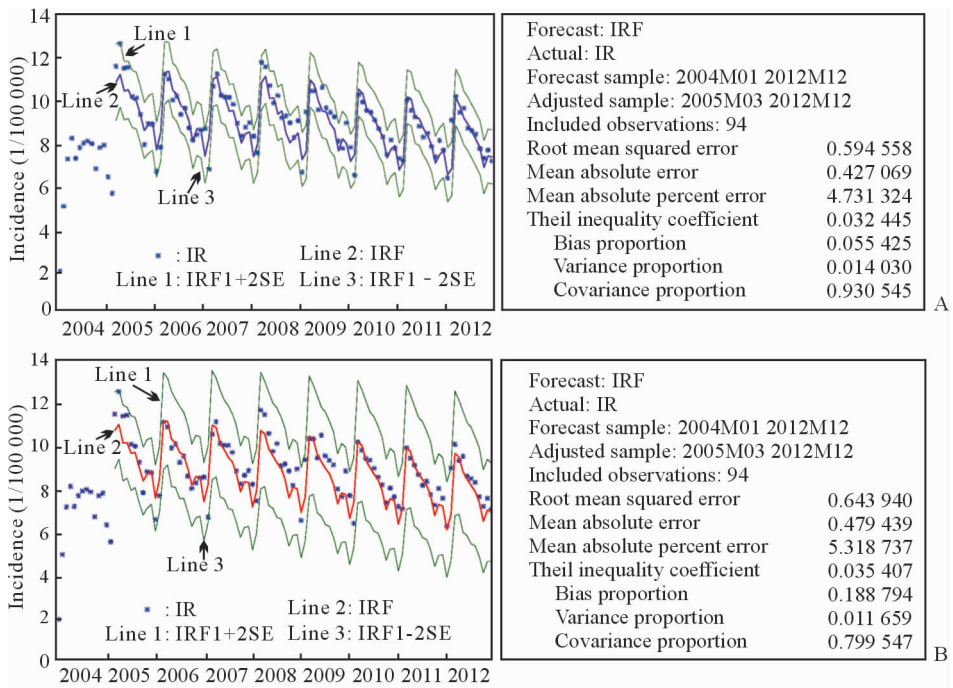 14
12
10
8
6
4
2
0
Incidence (1/100 000)
Line 1
Line 2
Line 3
: IR
Line 2: IRF
Line 1: IRF1+2SE
Line 3: IRF1 - 2SE
2004 2005 2006 2007 2008 2009 2010 2011 2012
Forecast: IRF
Actual: IR
Forecast sample: 2004M01 2012M12
Adjusted sample: 2005M03 2012M12
Included observations: 94
Root mean squared error 0.594 558
Mean absolute error 0.427 069
Mean absolute percent error 4.731 324
Theil inequality coefficient 0.032 445
Bias proportion 0.055 425
Variance proportion 0.014 030
Covariance proportion 0.930 545
A
14
12
10
8
6
4
2
0
Incidence (1/100 000)
Line 1
Line 2
Line 3
: IR
Line 2: IRF
Line 1: IRF1+2SE
Line 3: IRF1-2SE
2004 2005 2006 2007 2008 2009 2010 2011 2012
Forecast: IRF
Actual: IR
Forecast sample: 2004M01 2012M12
Adjusted sample: 2005M03 2012M12
Included observations: 94
Root mean squared error 0.643 940
Mean absolute error 0.479 439
Mean absolute percent error 5.318 737
Theil inequality coefficient 0.035 407
Bias proportion 0.188 794
Variance proportion 0.011 659
Covariance proportion 0.799 547
B